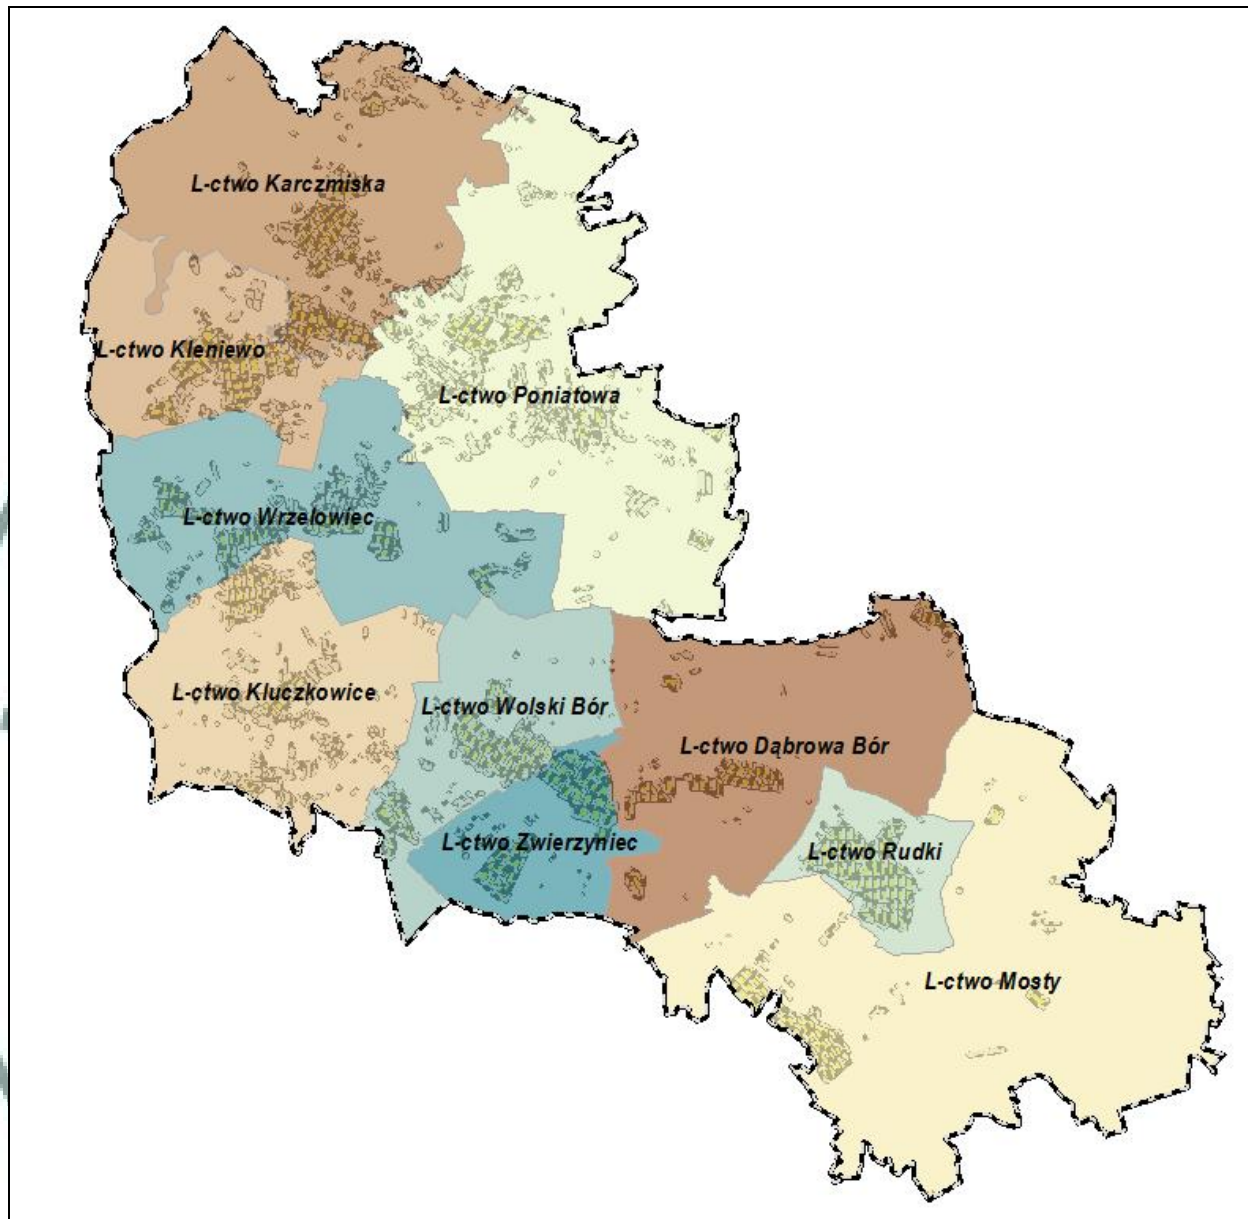 L-ctwo Karczmiska
L-ctwo Kleniewo
L-ctwo Poniatowa
L-ctwo Wrzelowiec
L-ctwo Kluczkowice
L-ctwo Wolski Bór
L-ctwo Dąbrowa Bór
L-ctwo Zwierzyniec
L-ctwo Rudki
L-ctwo Mosty